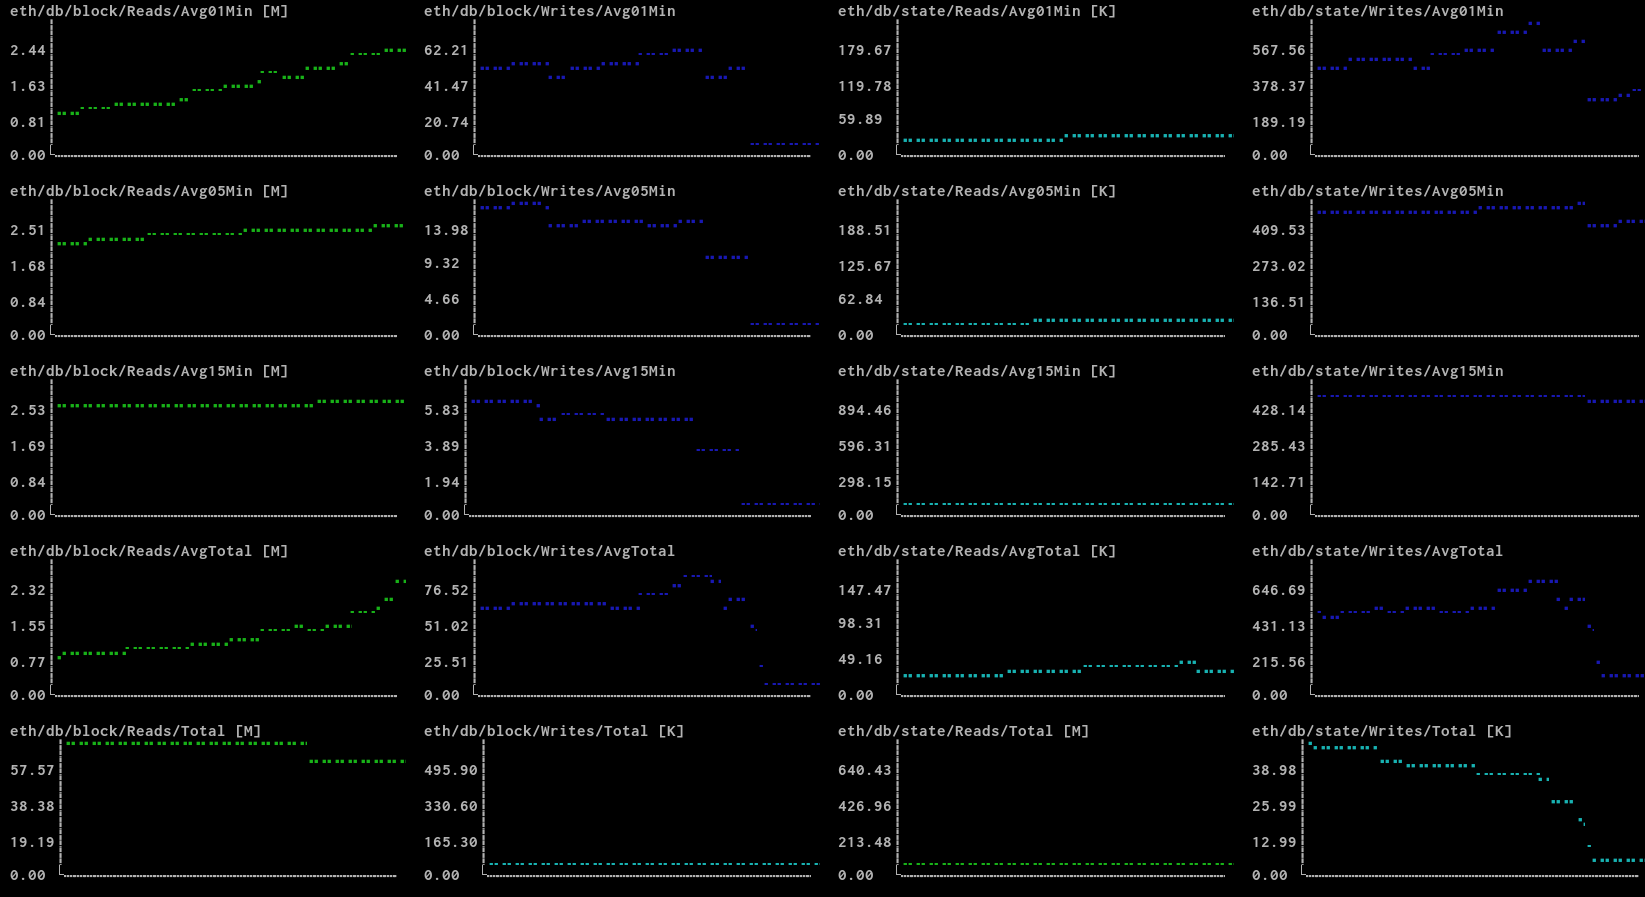 eth/db/block/Reads/Avg01Min [M] eth/db/block/Writes/Avg01Min eth/db/state/Reads/Avg01Min [K] eth/db/state/Writes/Avg01Min
2.44 62.21 179.67 567.56
1.63 41.47 119.78 378.37
0.81 20.74 59.89 189.19
0.00 0.00 0.00 0.00
eth/db/block/Reads/Avg05Min [M] eth/db/block/Writes/Avg05Min eth/db/state/Reads/Avg05Min [K] eth/db/state/Writes/Avg05Min
2.51 13.98 188.51 409.53
1.68 9.32 125.67 273.02
0.84 4.66 62.84 136.51
0.00 0.00 0.00 0.00
eth/db/block/Reads/Avg15Min [M] eth/db/block/Writes/Avg15Min eth/db/state/Reads/Avg15Min [K] eth/db/state/Writes/Avg15Min
2.53 5.83 894.46 428.14
1.69 3.89 596.31 285.43
0.84 1.94 298.15 142.71
0.00 0.00 0.00 0.00
eth/db/block/Reads/AvgTotal [M] eth/db/block/Writes/AvgTotal eth/db/state/Reads/AvgTotal [K] eth/db/state/Writes/AvgTotal
2.32 76.52 147.47 646.69
1.55 51.02 98.31 431.13
0.77 25.51 49.16 215.56
0.00 0.00 0.00 0.00
eth/db/block/Reads/Total [M] eth/db/block/Writes/Total [K] eth/db/state/Reads/Total [M] eth/db/state/Writes/Total [K]
57.57 495.90 640.43 38.98
38.38 330.60 426.96 25.99
19.19 165.30 213.48 12.99
0.00 0.00 0.00 0.00